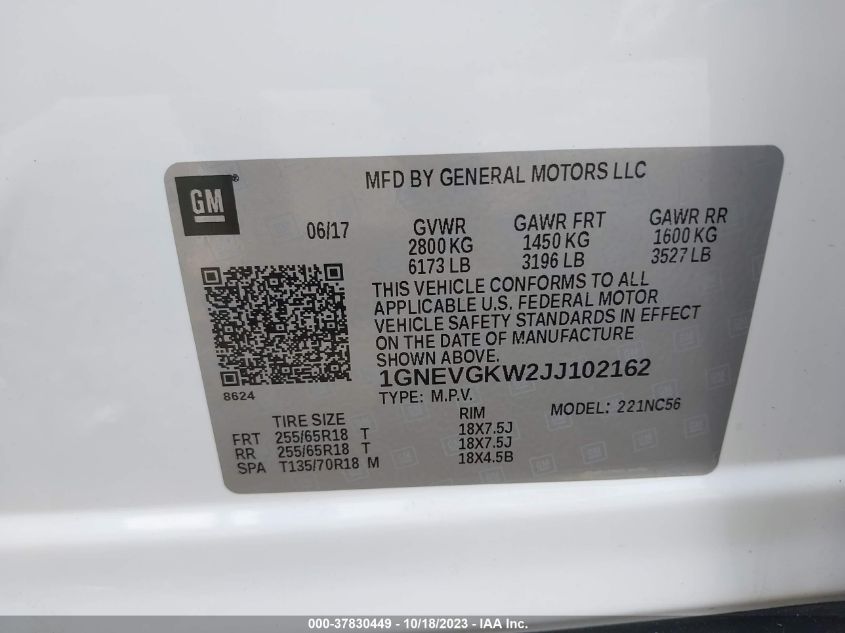 GM
®
MFD BY GENERAL MOTORS LLC
06/17
GVWR
2800 KG
6173 LB
GAWR FRT
1450 KG
3196 LB
GAWR RR
1600 KG
3527 LB
THIS VEHICLE CONFORMS TO ALL
APPLICABLE U.S. FEDERAL MOTOR
VEHICLE SAFETY STANDARDS IN EFFECT
ON THE DATE OF MANUFACTURE
SHOWN ABOVE.
8624
1GNEVGKW2JJ102162
TYPE: M.P.V.
MODEL: 221NC56
TIRE SIZE RIM
FRT 255/65R18 T 18X7.5J
RR 255/65R18 T 18X7.5J
SPA T135/70R18 M 18X4.5B
000-37830449 - 10/18/2023 - IAA Inc.